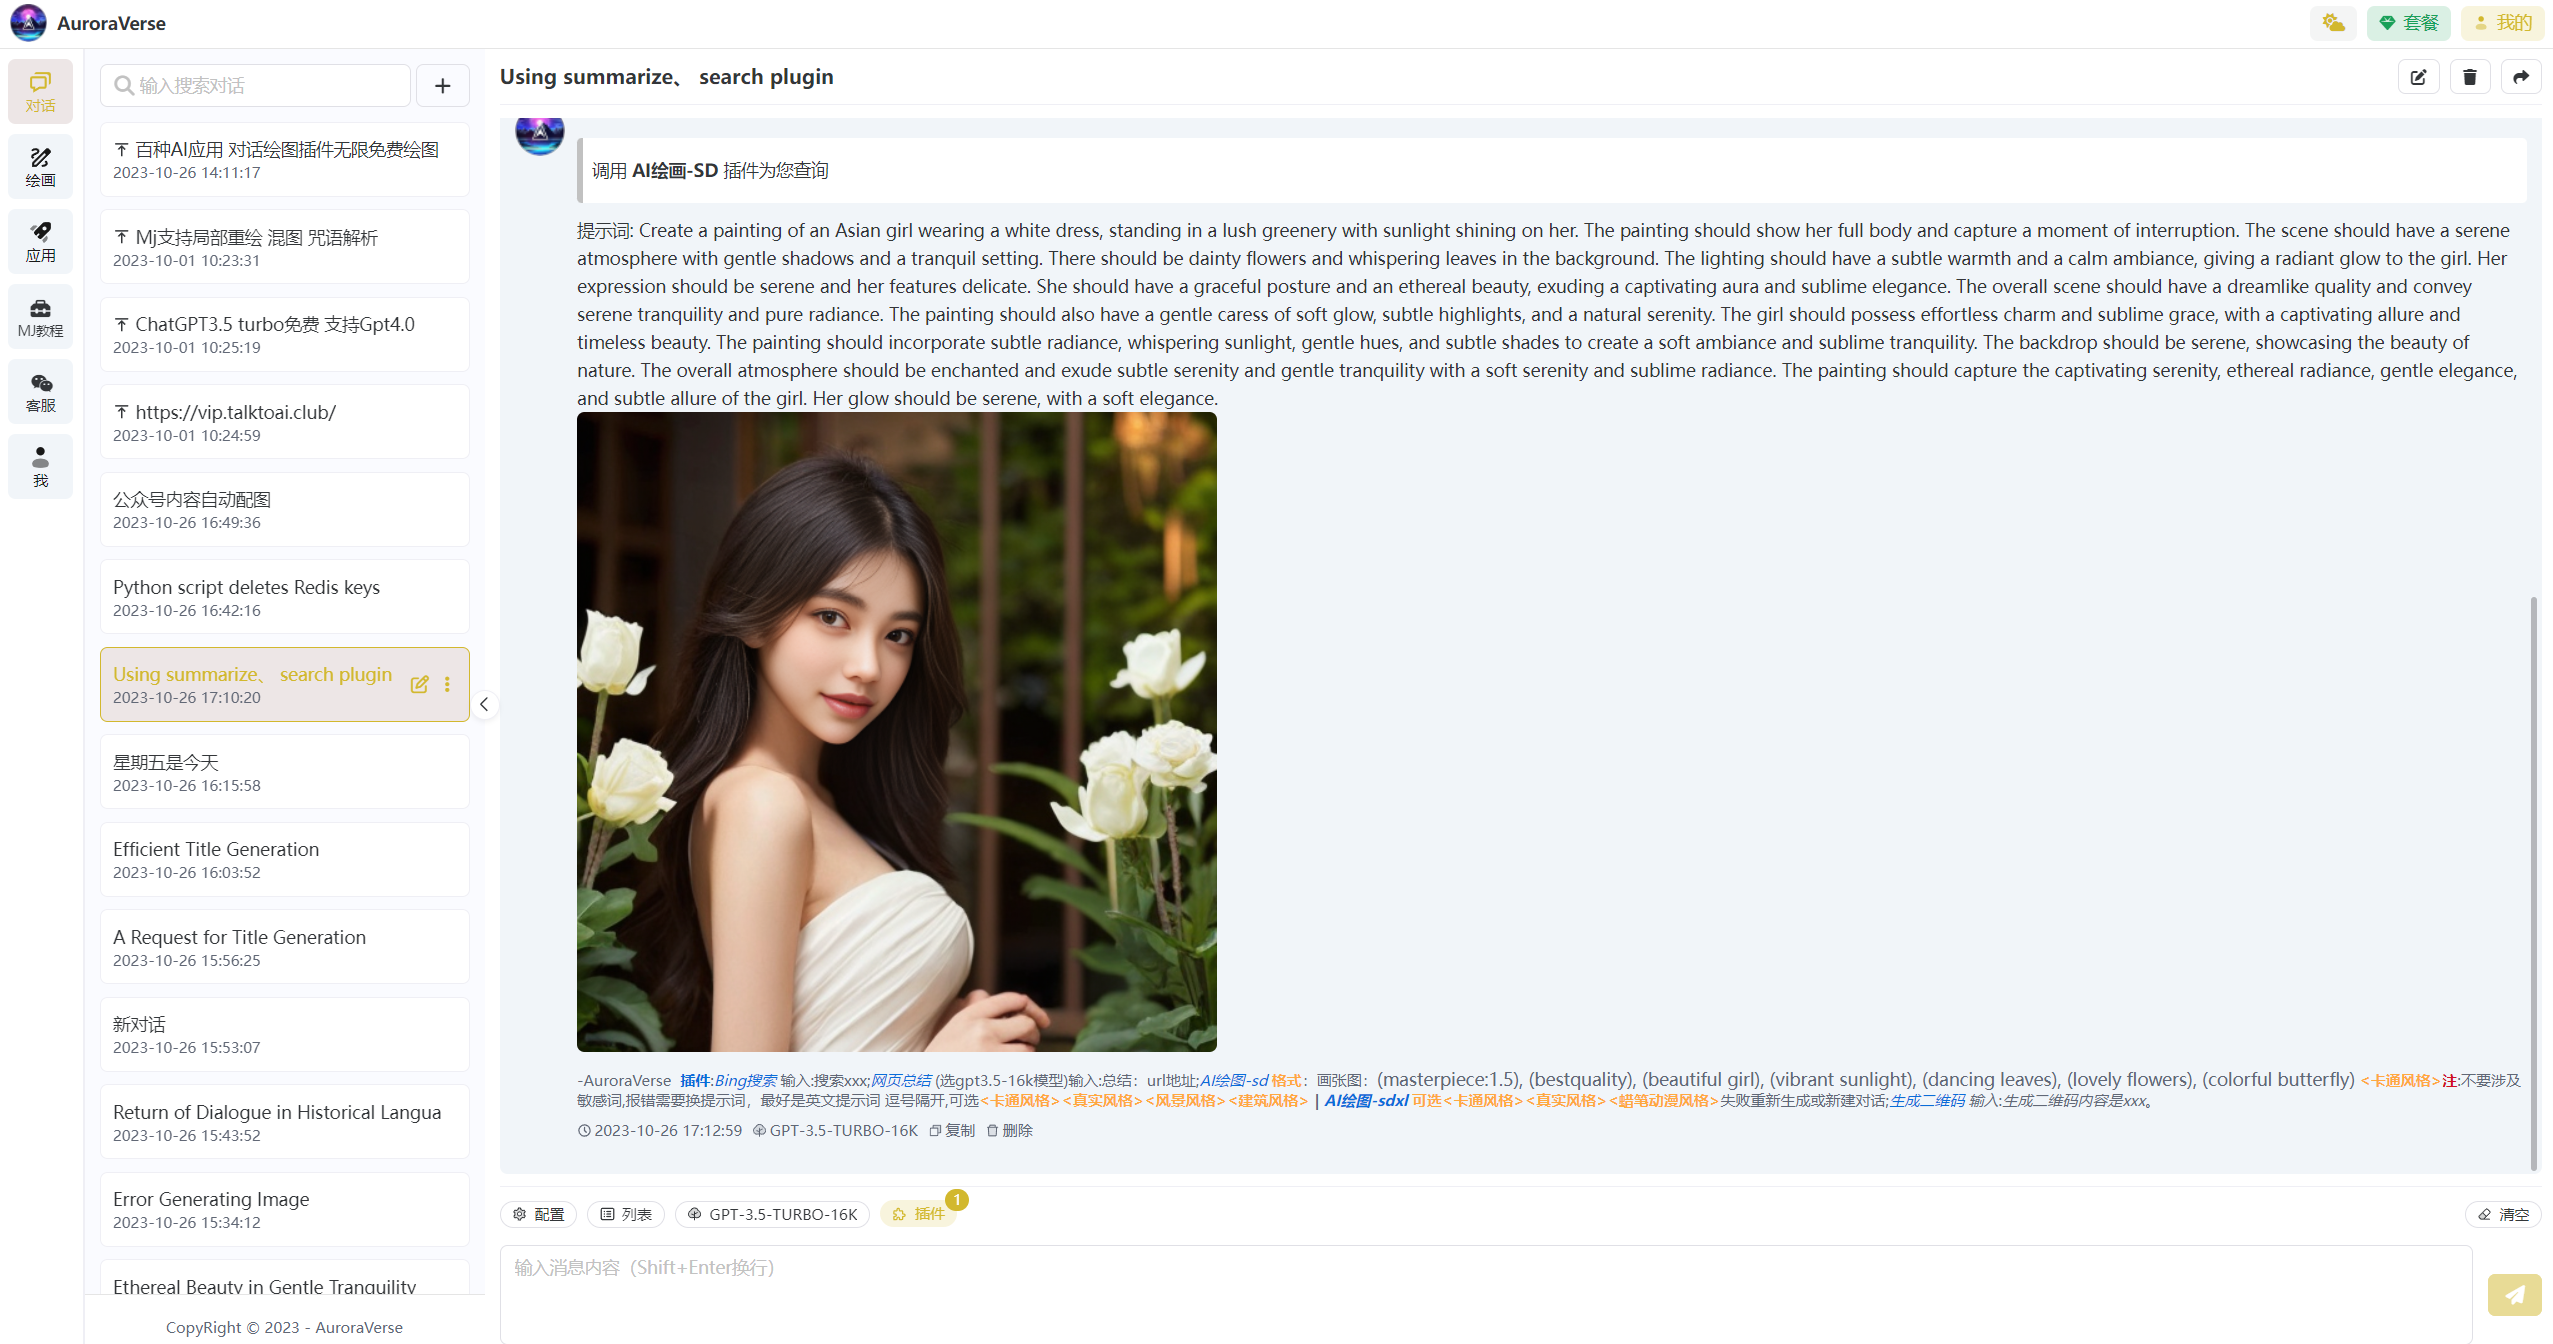 AuroraVerse
套餐
我的
对话
绘画
应用
MJ教程
客服
我
输入搜索对话
百种AI应用 对话绘图插件无限免费绘图
2023-10-26 14:11:17
Mj支持局部重绘 混图 咒语解析
2023-10-01 10:23:31
ChatGPT3.5 turbo免费 支持Gpt4.0
2023-10-01 10:25:19
https://vip.talktoai.club/
2023-10-01 10:24:59
公众号内容自动配图
2023-10-26 16:49:36
Python script deletes Redis keys
2023-10-26 16:42:16
Using summarize、 search plugin
2023-10-26 17:10:20
星期五是今天
2023-10-26 16:15:58
Efficient Title Generation
2023-10-26 16:03:52
A Request for Title Generation
2023-10-26 15:56:25
新对话
2023-10-26 15:53:07
Return of Dialogue in Historical Langua
2023-10-26 15:43:52
Error Generating Image
2023-10-26 15:34:12
Ethereal Beauty in Gentle Tranquility
CopyRight © 2023 - AuroraVerse
Using summarize、 search plugin
调用 AI绘画-SD 插件为您查询
提示词: Create a painting of an Asian girl wearing a white dress, standing in a lush greenery with sunlight shining on her. The painting should show her full body and capture a moment of interruption. The scene should have a serene
atmosphere with gentle shadows and a tranquil setting. There should be dainty flowers and whispering leaves in the background. The lighting should have a subtle warmth and a calm ambiance, giving a radiant glow to the girl. Her
expression should be serene and her features delicate. She should have a graceful posture and an ethereal beauty, exuding a captivating aura and sublime elegance. The overall scene should have a dreamlike quality and convey
serene tranquility and pure radiance. The painting should also have a gentle caress of soft glow, subtle highlights, and a natural serenity. The girl should possess effortless charm and sublime grace, with a captivating allure and
timeless beauty. The painting should incorporate subtle radiance, whispering sunlight, gentle hues, and subtle shades to create a soft ambiance and sublime tranquility. The backdrop should be serene, showcasing the beauty of
nature. The overall atmosphere should be enchanted and exude subtle serenity and gentle tranquility with a soft serenity and sublime radiance. The painting should capture the captivating serenity, ethereal radiance, gentle elegance,
and subtle allure of the girl. Her glow should be serene, with a soft elegance.
-AuroraVerse 插件:Bing搜索 输入:搜索xxx;网页总结 (选gpt3.5-16k模型)输入:总结：url地址;AI绘图-sd 格式：画张图：(masterpiece:1.5), (bestquality), (beautiful girl), (vibrant sunlight), (dancing leaves), (lovely flowers), (colorful butterfly) <卡通风格>注:不要涉及
敏感词,报错需要换提示词，最好是英文提示词 逗号隔开,可选<卡通风格><真实风格><风景风格><建筑风格> | AI绘图-sdxl 可选<卡通风格><真实风格><蜡笔动漫风格>失败重新生成或新建对话;生成二维码 输入:生成二维码内容是xxx。
2023-10-26 17:12:59 GPT-3.5-TURBO-16K 复制 删除
配置 列表 GPT-3.5-TURBO-16K 插件 1 清空
输入消息内容（Shift+Enter换行）